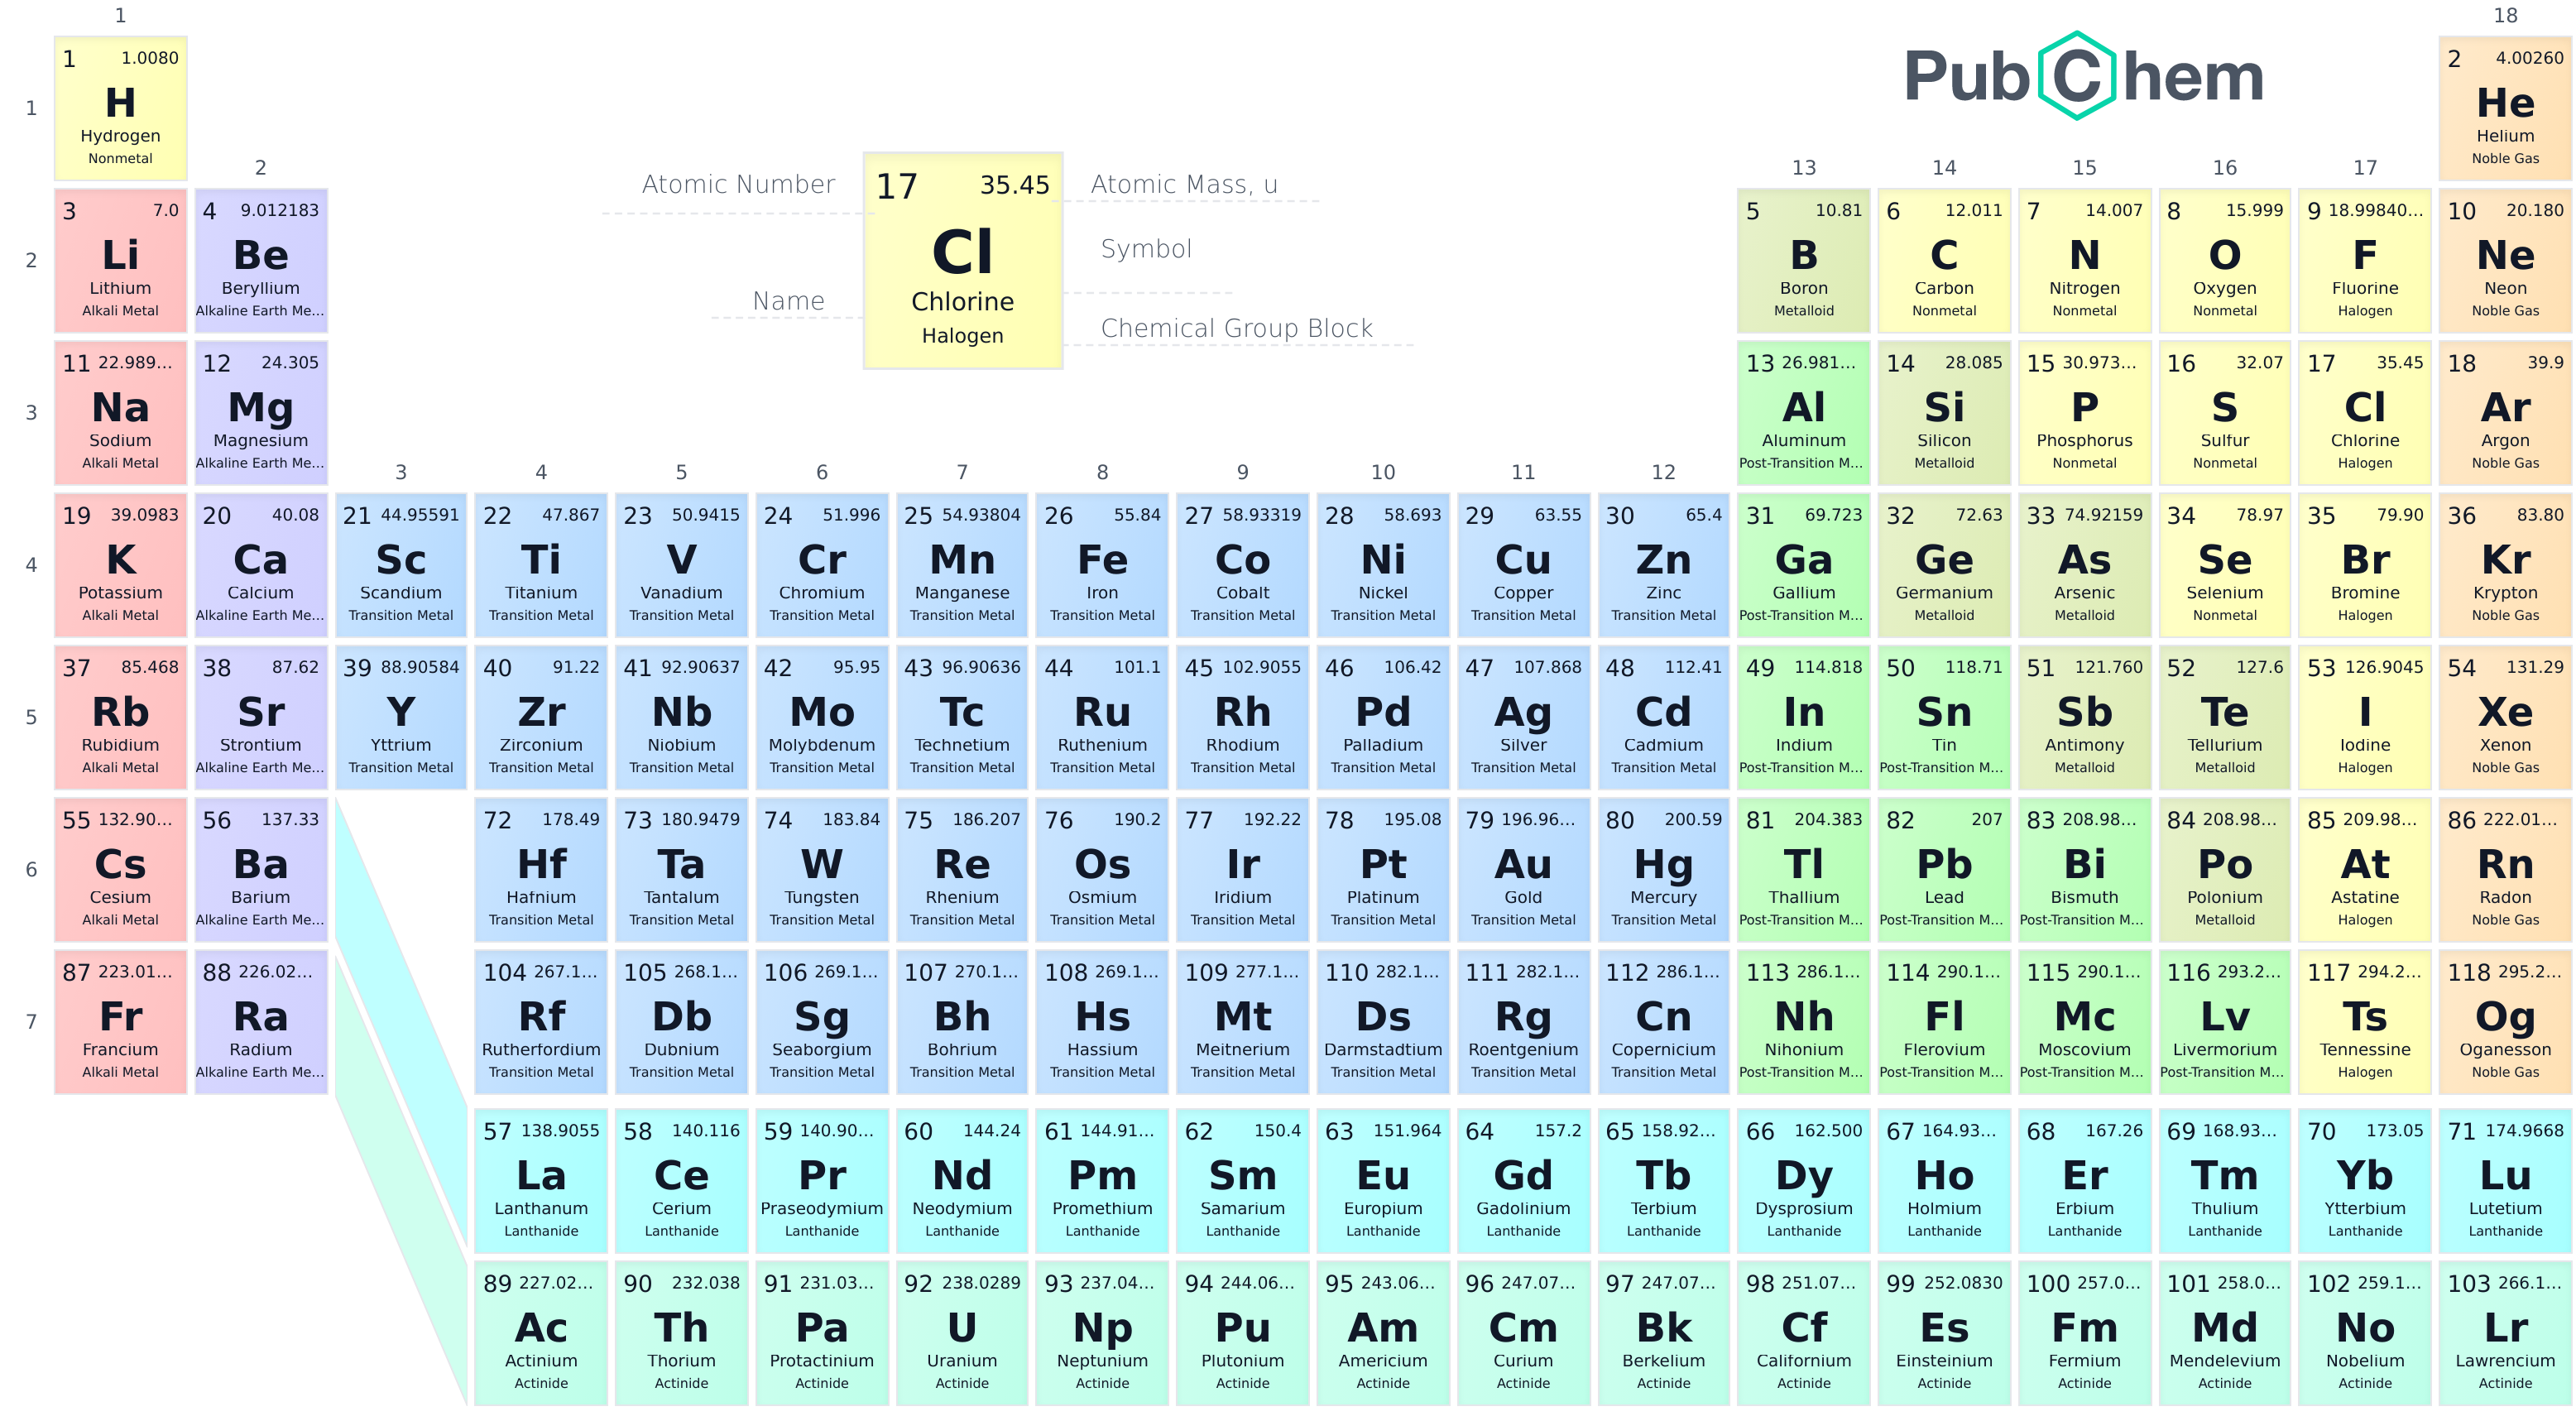 1 18
PubChem
1 1.0080 2 4.00260
H He
1
Hydrogen Helium
Nonmetal Noble Gas
2 13 14 15 16 17
Atomic Number 17 35.45 Atomic Mass, u
Cl Symbol
Name Chlorine
Halogen Chemical Group Block
3 7.0 4 9.012183 5 10.81 6 12.011 7 14.007 8 15.999 9 18.99840... 10 20.180
2 Li Be B C N O F Ne
Lithium Beryllium Boron Carbon Nitrogen Oxygen Fluorine Neon
Alkali Metal Alkaline Earth Me... Metalloid Nonmetal Nonmetal Nonmetal Halogen Noble Gas
11 22.989... 12 24.305 13 26.981... 14 28.085 15 30.973... 16 32.07 17 35.45 18 39.9
3 Na Mg Al Si P S Cl Ar
Sodium Magnesium Aluminum Silicon Phosphorus Sulfur Chlorine Argon
Alkali Metal Alkaline Earth Me... Post-Transition M... Metalloid Nonmetal Nonmetal Halogen Noble Gas
3 4 5 6 7 8 9 10 11 12
19 39.0983 20 40.08 21 44.95591 22 47.867 23 50.9415 24 51.996 25 54.93804 26 55.84 27 58.93319 28 58.693 29 63.55 30 65.4 31 69.723 32 72.63 33 74.92159 34 78.97 35 79.90 36 83.80
4 K Ca Sc Ti V Cr Mn Fe Co Ni Cu Zn Ga Ge As Se Br Kr
Potassium Calcium Scandium Titanium Vanadium Chromium Manganese Iron Cobalt Nickel Copper Zinc Gallium Germanium Arsenic Selenium Bromine Krypton
Alkali Metal Alkaline Earth Me... Transition Metal Transition Metal Transition Metal Transition Metal Transition Metal Transition Metal Transition Metal Transition Metal Transition Metal Transition Metal Post-Transition M... Metalloid Metalloid Nonmetal Halogen Noble Gas
37 85.468 38 87.62 39 88.90584 40 91.22 41 92.90637 42 95.95 43 96.90636 44 101.1 45 102.9055 46 106.42 47 107.868 48 112.41 49 114.818 50 118.71 51 121.760 52 127.6 53 126.9045 54 131.29
5 Rb Sr Y Zr Nb Mo Tc Ru Rh Pd Ag Cd In Sn Sb Te I Xe
Rubidium Strontium Yttrium Zirconium Niobium Molybdenum Technetium Ruthenium Rhodium Palladium Silver Cadmium Indium Tin Antimony Tellurium Iodine Xenon
Alkali Metal Alkaline Earth Me... Transition Metal Transition Metal Transition Metal Transition Metal Transition Metal Transition Metal Transition Metal Transition Metal Transition Metal Transition Metal Post-Transition M... Post-Transition M... Metalloid Metalloid Halogen Noble Gas
55 132.90... 56 137.33 72 178.49 73 180.9479 74 183.84 75 186.207 76 190.2 77 192.22 78 195.08 79 196.96... 80 200.59 81 204.383 82 207 83 208.98... 84 208.98... 85 209.98... 86 222.01...
6 Cs Ba Hf Ta W Re Os Ir Pt Au Hg Tl Pb Bi Po At Rn
Cesium Barium Hafnium Tantalum Tungsten Rhenium Osmium Iridium Platinum Gold Mercury Thallium Lead Bismuth Polonium Astatine Radon
Alkali Metal Alkaline Earth Me... Transition Metal Transition Metal Transition Metal Transition Metal Transition Metal Transition Metal Transition Metal Transition Metal Transition Metal Post-Transition M... Post-Transition M... Post-Transition M... Metalloid Halogen Noble Gas
87 223.01... 88 226.02... 104 267.1... 105 268.1... 106 269.1... 107 270.1... 108 269.1... 109 277.1... 110 282.1... 111 282.1... 112 286.1... 113 286.1... 114 290.1... 115 290.1... 116 293.2... 117 294.2... 118 295.2...
7 Fr Ra Rf Db Sg Bh Hs Mt Ds Rg Cn Nh Fl Mc Lv Ts Og
Francium Radium Rutherfordium Dubnium Seaborgium Bohrium Hassium Meitnerium Darmstadtium Roentgenium Copernicium Nihonium Flerovium Moscovium Livermorium Tennessine Oganesson
Alkali Metal Alkaline Earth Me... Transition Metal Transition Metal Transition Metal Transition Metal Transition Metal Transition Metal Transition Metal Transition Metal Transition Metal Post-Transition M... Post-Transition M... Post-Transition M... Post-Transition M... Halogen Noble Gas
57 138.9055 58 140.116 59 140.90... 60 144.24 61 144.91... 62 150.4 63 151.964 64 157.2 65 158.92... 66 162.500 67 164.93... 68 167.26 69 168.93... 70 173.05 71 174.9668
La Ce Pr Nd Pm Sm Eu Gd Tb Dy Ho Er Tm Yb Lu
Lanthanum Cerium Praseodymium Neodymium Promethium Samarium Europium Gadolinium Terbium Dysprosium Holmium Erbium Thulium Ytterbium Lutetium
Lanthanide Lanthanide Lanthanide Lanthanide Lanthanide Lanthanide Lanthanide Lanthanide Lanthanide Lanthanide Lanthanide Lanthanide Lanthanide Lanthanide Lanthanide
89 227.02... 90 232.038 91 231.03... 92 238.0289 93 237.04... 94 244.06... 95 243.06... 96 247.07... 97 247.07... 98 251.07... 99 252.0830 100 257.0... 101 258.0... 102 259.1... 103 266.1...
Ac Th Pa U Np Pu Am Cm Bk Cf Es Fm Md No Lr
Actinium Thorium Protactinium Uranium Neptunium Plutonium Americium Curium Berkelium Californium Einsteinium Fermium Mendelevium Nobelium Lawrencium
Actinide Actinide Actinide Actinide Actinide Actinide Actinide Actinide Actinide Actinide Actinide Actinide Actinide Actinide Actinide